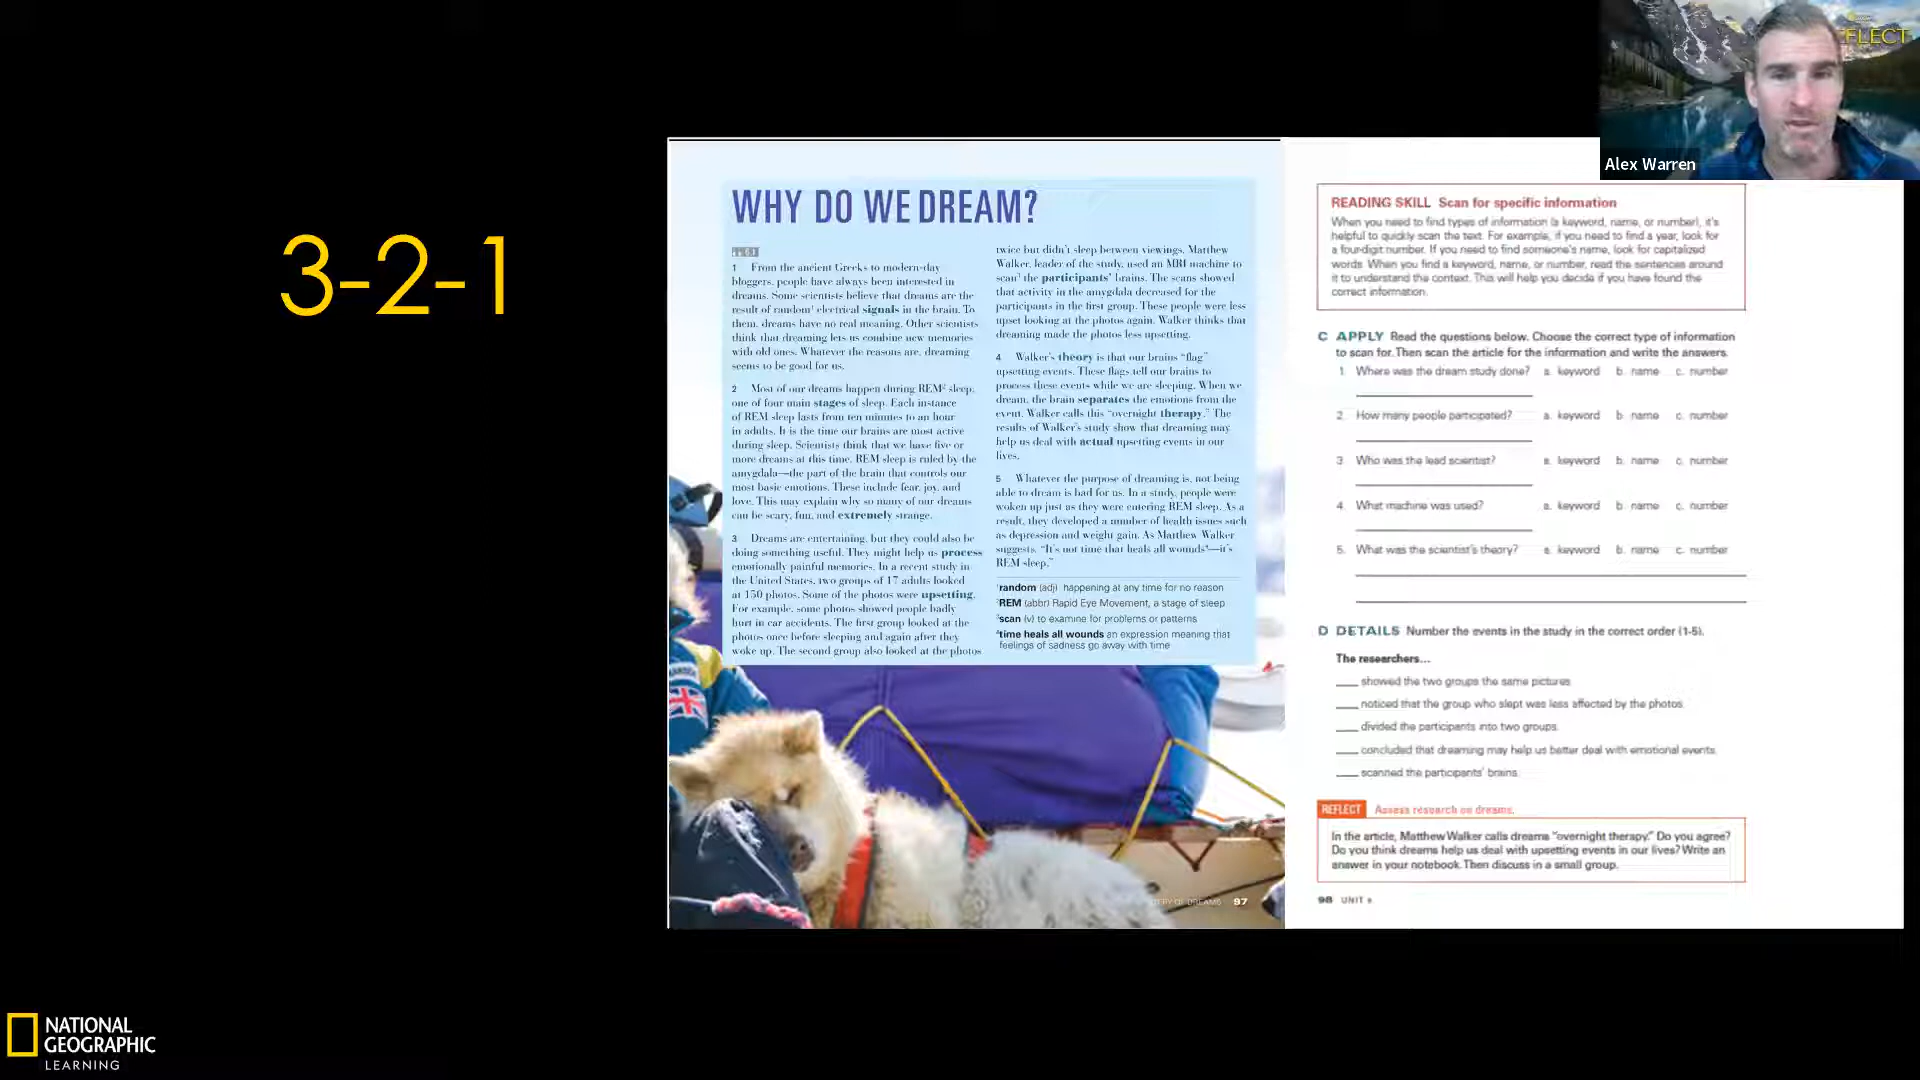 3-2-1
WHY DO WE DREAM?
1 From the ancient Greeks to modern-day
bloggers, people have always been interested in
dreams. Some scientists believe that dreams are the
result of random¹ electrical signals in the brain. To
them, dreams have no real meaning. Other scientists
think that dreaming lets us combine new memories
with old ones. Whatever the reasons are, dreaming
seems to be good for us.
2 Most of our dreams happen during REM² sleep,
one of four main stages of sleep. Each instance
of REM sleep lasts from ten minutes to an hour
in adults. It is the time our brains are most active
during sleep. Scientists think that we have five or
more dreams at this time. REM sleep is ruled by the
amygdala—the part of the brain that controls our
most basic emotions. These include fear, joy, and
love. This may explain why so many of our dreams
can be scary, fun, and extremely strange.
3 Dreams are entertaining, but they could also be
doing something useful. They might help us process
emotionally painful memories. In a recent study in
the United States, two groups of 17 adults looked
at 150 photos. Some of the photos were upsetting.
For example, some photos showed people badly
hurt in car accidents. The first group looked at the
photos once before sleeping and again after they
woke up. The second group also looked at the photos
twice but didn't sleep between viewings. Matthew
Walker, leader of the study, used an MRI machine to
scan³ the participants' brains. The scans showed
that activity in the amygdala decreased for the
participants in the first group. These people were less
upset looking at the photos again. Walker thinks that
dreaming made the photos less upsetting.
4 Walker's theory is that our brains "flag"
upsetting events. These flags tell our brains to
process these events while we are sleeping. When we
dream, the brain separates the emotions from the
event. Walker calls this "overnight therapy." The
results of Walker's study show that dreaming may
help us deal with actual upsetting events in our
lives.
5 Whatever the purpose of dreaming is, not being
able to dream is bad for us. In a study, people were
woken up just as they were entering REM sleep. As a
result, they developed a number of health issues such
as depression and weight gain. As Matthew Walker
suggests, "It's not time that heals all wounds⁴—it's
REM sleep."
¹random (adj) happening at any time for no reason
²REM (abbr) Rapid Eye Movement, a stage of sleep
³scan (v) to examine for problems or patterns
⁴time heals all wounds an expression meaning that
feelings of sadness go away with time
OF DREAMS 97
READING SKILL Scan for specific information
When you need to find types of information (a keyword, name, or number), it's
helpful to quickly scan the text. For example, if you need to find a year, look for
a four-digit number. If you need to find someone's name, look for capitalized
words. When you find a keyword, name, or number, read the sentences around
it to understand the context. This will help you decide if you have found the
correct information.
C APPLY Read the questions below. Choose the correct type of information
to scan for. Then scan the article for the information and write the answers.
1. Where was the dream study done? a. keyword b. name c. number
2. How many people participated? a. keyword b. name c. number
3. Who was the lead scientist? a. keyword b. name c. number
4. What machine was used? a. keyword b. name c. number
5. What was the scientist's theory? a. keyword b. name c. number
D DETAILS Number the events in the study in the correct order (1-5).
The researchers...
showed the two groups the same pictures.
noticed that the group who slept was less affected by the photos.
divided the participants into two groups.
concluded that dreaming may help us better deal with emotional events.
scanned the participants' brains.
REFLECT Assess research on dreams.
In the article, Matthew Walker calls dreams "overnight therapy." Do you agree?
Do you think dreams help us deal with upsetting events in our lives? Write an
answer in your notebook. Then discuss in a small group.
98 UNIT
FLECT
Alex Warren
NATIONAL
GEOGRAPHIC
LEARNING